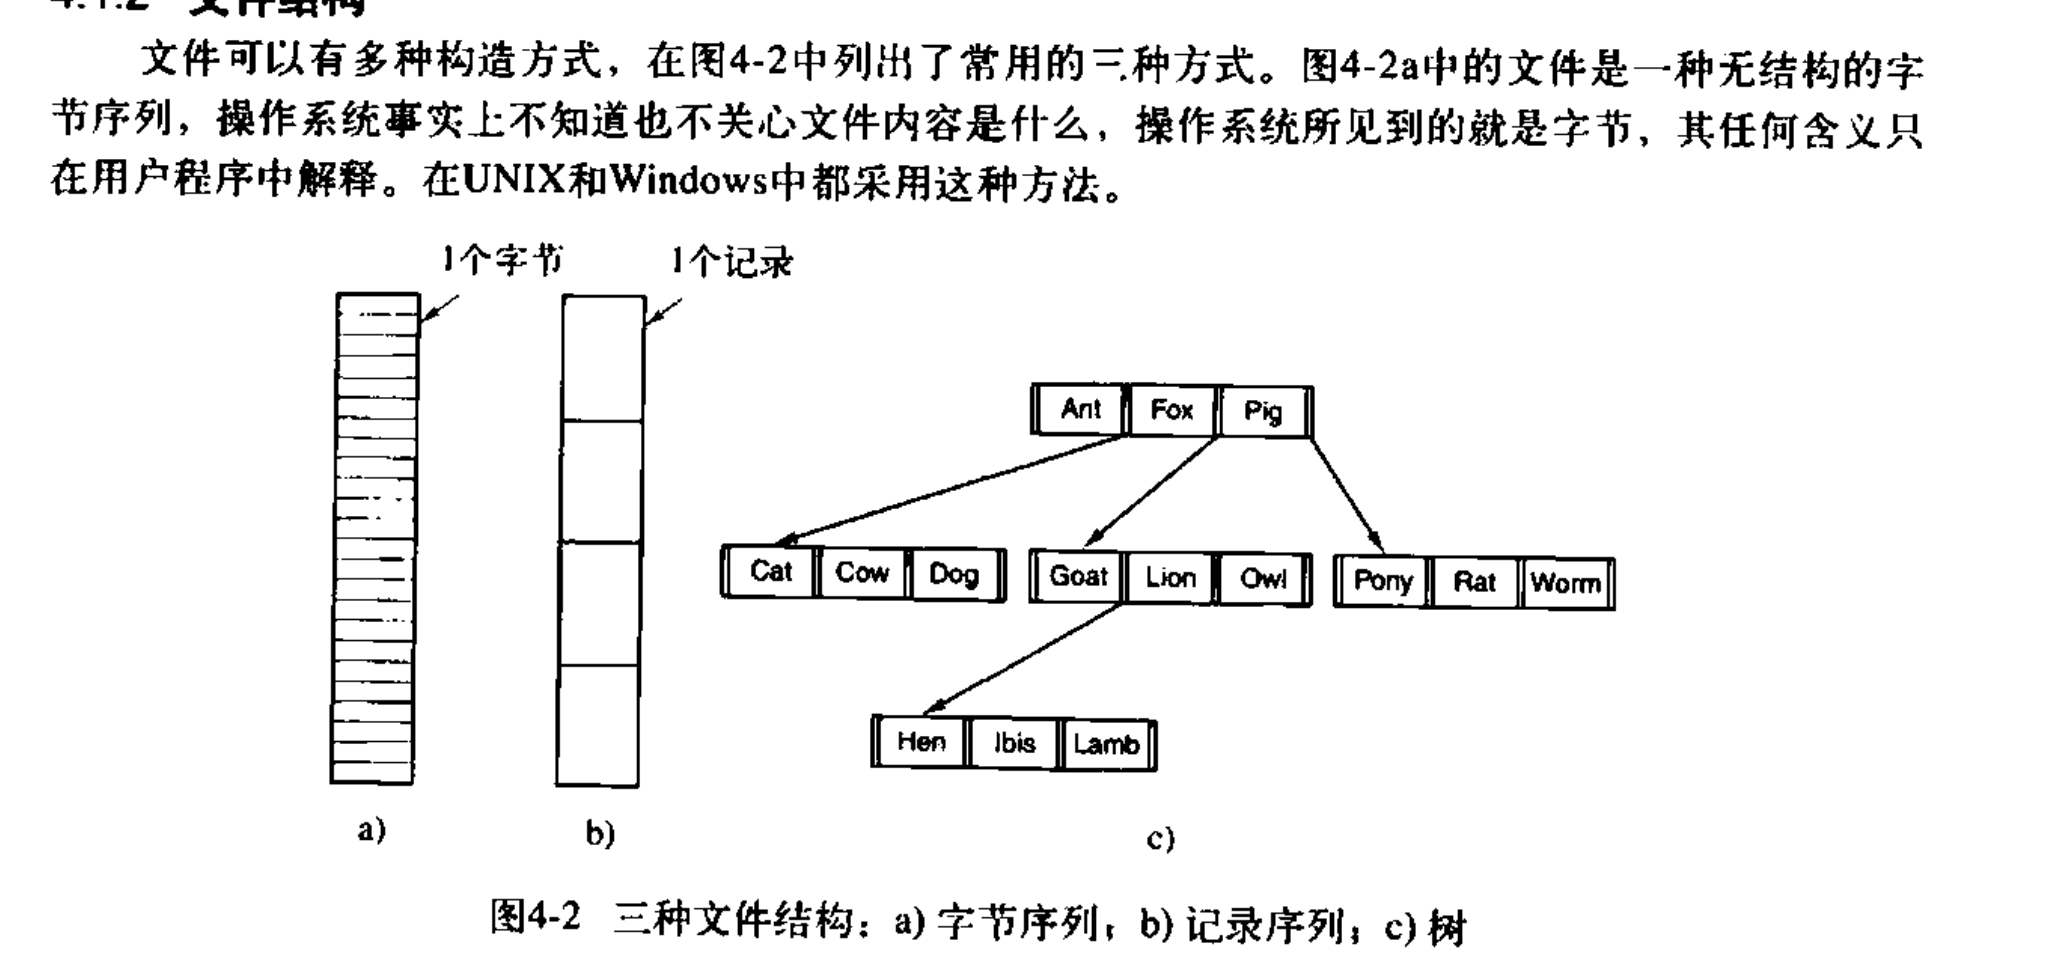 4.1.2 文件结构
文件可以有多种构造方式，在图4-2中列出了常用的三种方式。图4-2a中的文件是一种无结构的字
节序列，操作系统事实上不知道也不关心文件内容是什么，操作系统所见到的就是字节，其任何含义只
在用户程序中解释。在UNIX和Windows中都采用这种方法。
1个字节
1个记录
Ant Fox Pig
Cat Cow Dog Goat Lion Owl Pony Rat Worm
Hen Ibis Lamb
a) b) c)
图4-2 三种文件结构：a) 字节序列；b) 记录序列；c) 树